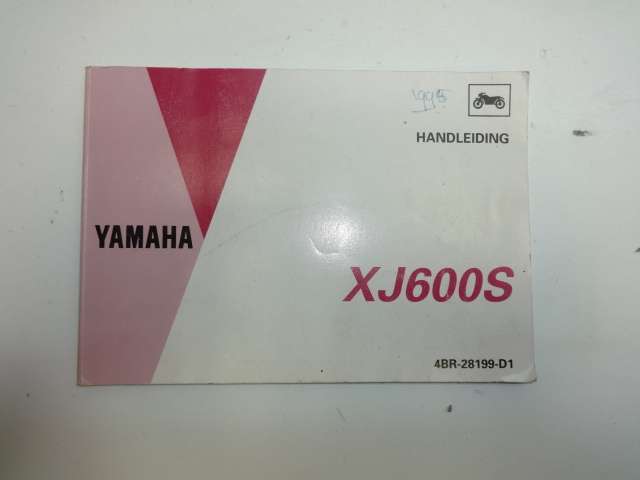 1995
HANDLEIDING
YAMAHA
XJ600S
4BR-28199-D1